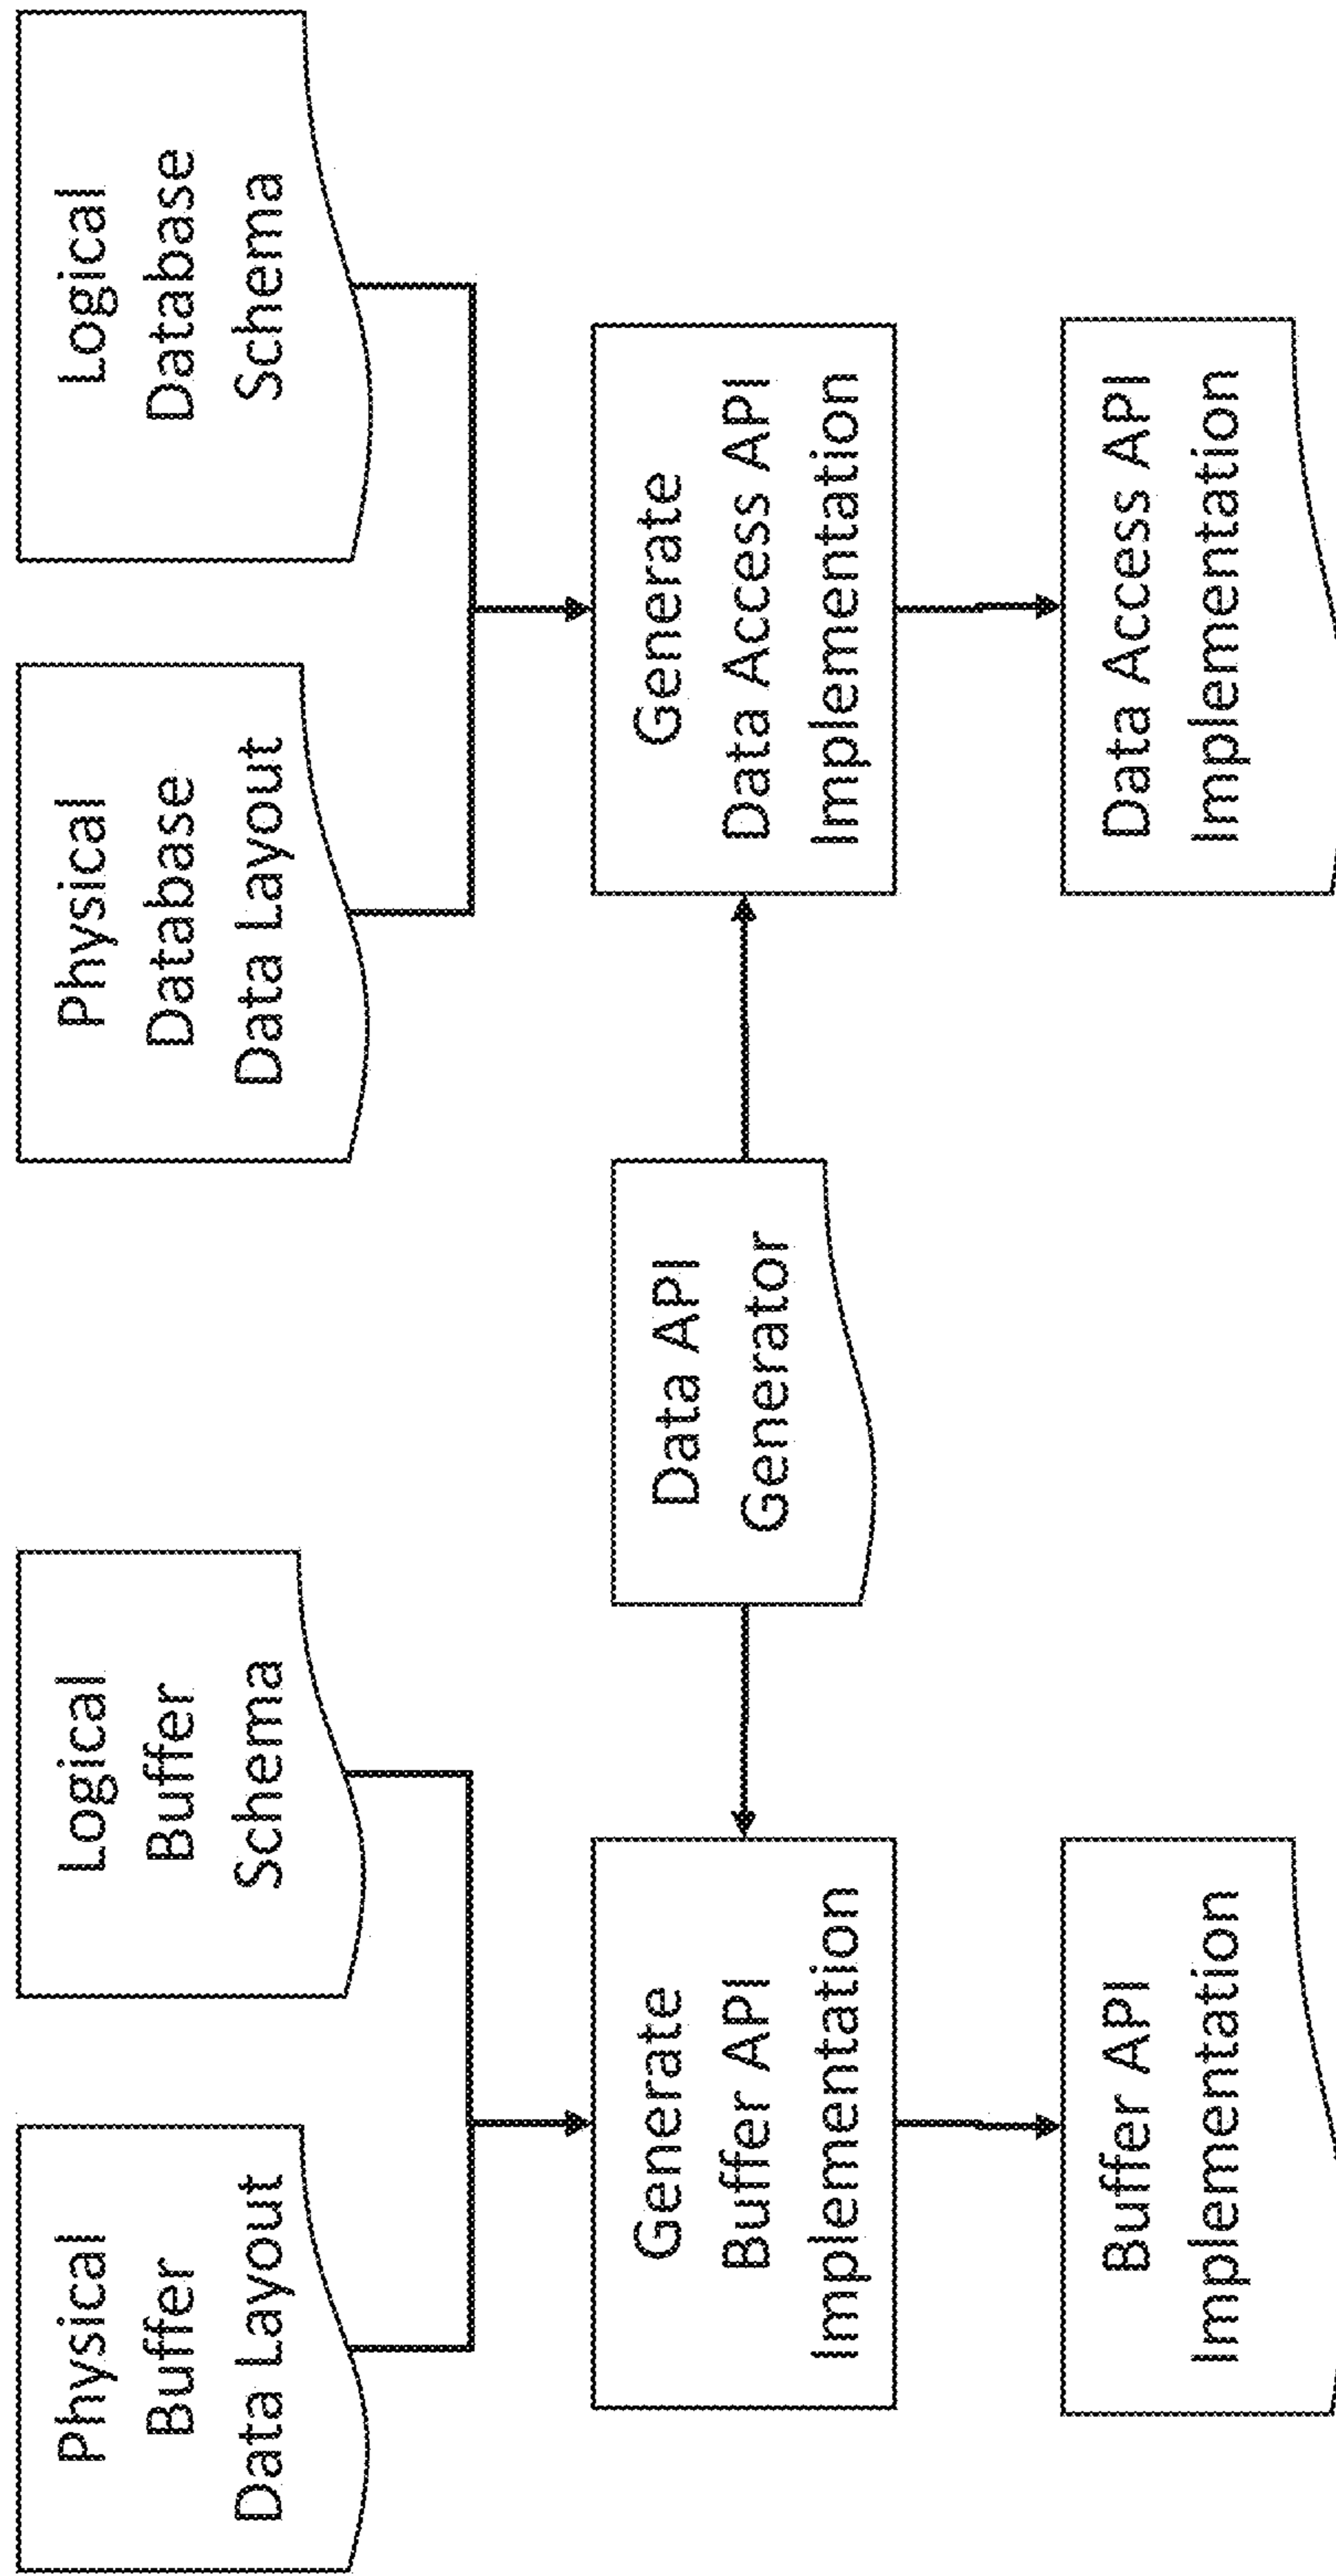 Physical
Buffer
Data Layout
Logical
Buffer
Schema
Physical
Database
Data Layout
Logical
Database
Schema
Generate
Buffer API
Implementation
Data API
Generator
Generate
Data Access API
Implementation
Buffer API
Implementation
Data Access API
Implementation